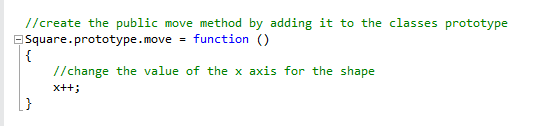 //create the public move method by adding it to the classes prototype
Square.prototype.move = function ()
{
//change the value of the x axis for the shape
x++;
}